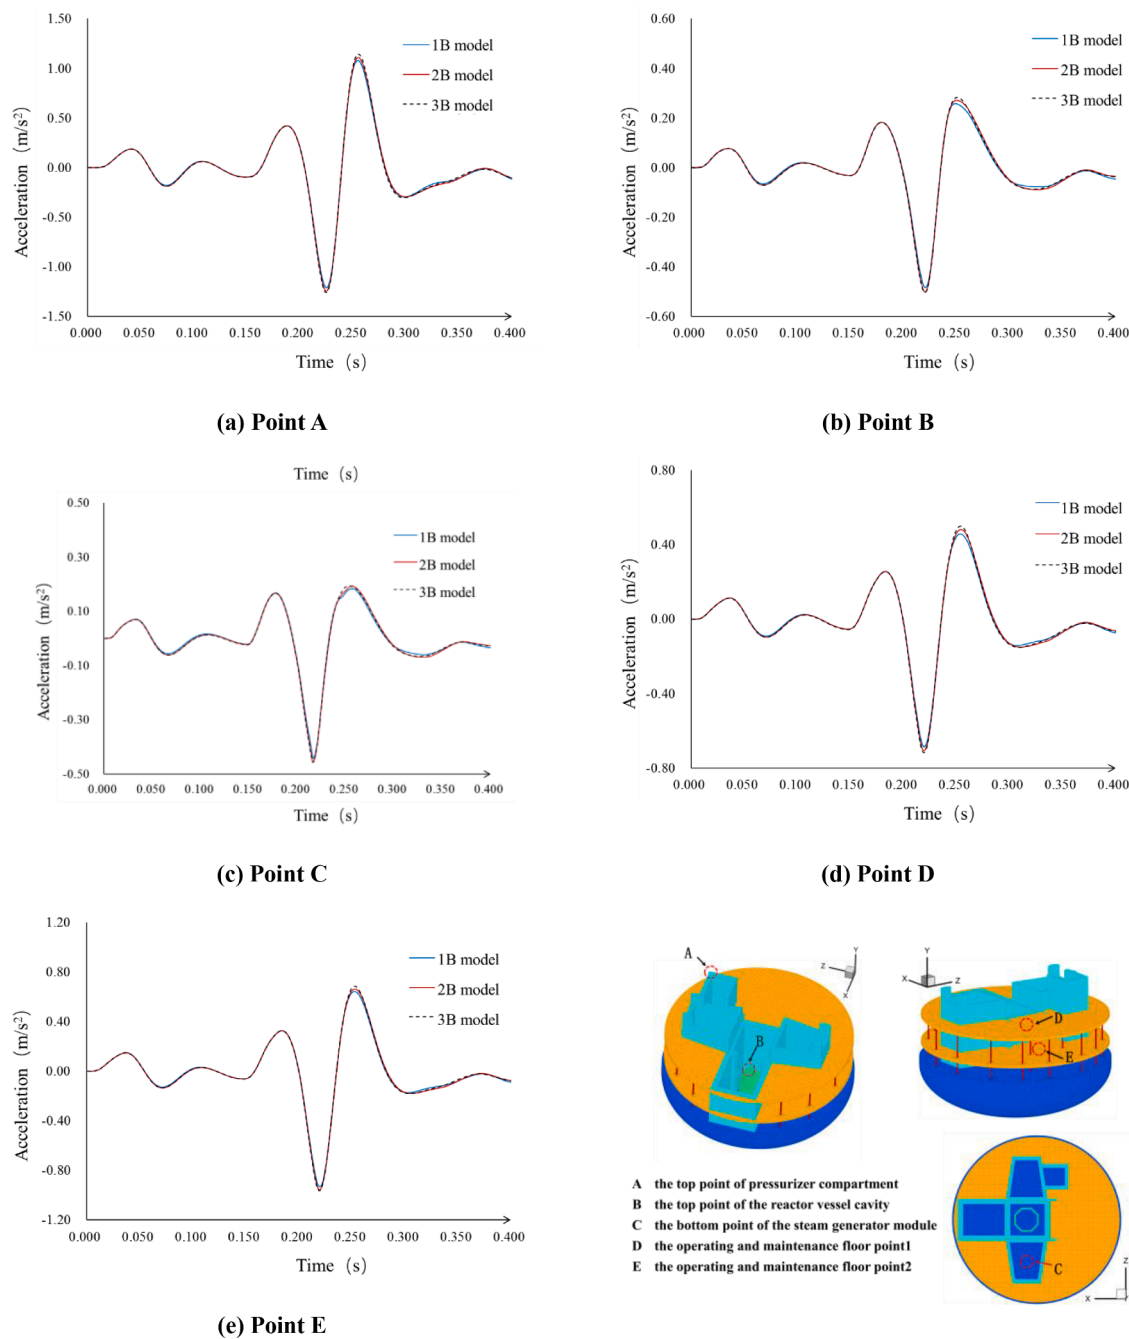 1.50
1.00
0.50
0.00
-0.50
-1.00
-1.50
Acceleration (m/s²)
1B model
2B model
3B model
0.000 0.050 0.100 0.150 0.200 0.250 0.300 0.350 0.400
Time (s)
(a) Point A
0.60
0.40
0.20
0.00
-0.20
-0.40
-0.60
Acceleration (m/s²)
1B model
2B model
3B model
0.000 0.050 0.100 0.150 0.200 0.250 0.300 0.350 0.400
Time (s)
(b) Point B
Time (s)
0.50
0.30
0.10
-0.10
-0.30
-0.50
Acceleration (m/s²)
1B model
2B model
3B model
0.000 0.050 0.100 0.150 0.200 0.250 0.300 0.350 0.400
Time (s)
(c) Point C
0.80
0.40
0.00
-0.40
-0.80
Acceleration (m/s²)
1B model
2B model
3B model
0.000 0.050 0.100 0.150 0.200 0.250 0.300 0.350 0.400
Time (s)
(d) Point D
1.20
0.80
0.40
0.00
-0.40
-0.80
-1.20
Acceleration (m/s²)
1B model
2B model
3B model
0.000 0.050 0.100 0.150 0.200 0.250 0.300 0.350 0.400
Time (s)
(e) Point E
A
B
Y
Z
X
Y
X
Z
D
E
C
Z
X
A the top point of pressurizer compartment
B the top point of the reactor vessel cavity
C the bottom point of the steam generator module
D the operating and maintenance floor point1
E the operating and maintenance floor point2